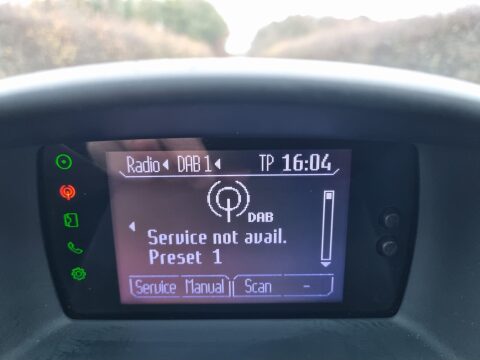 Radio DAB 1 TP 16:04
DAB
Service not avail.
Preset 1
Service Manual Scan -